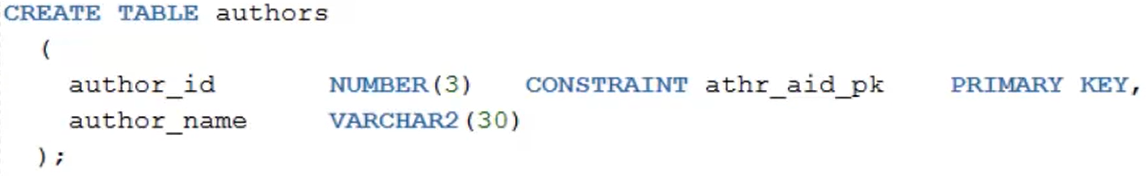 CREATE TABLE authors
(
author_id NUMBER(3) CONSTRAINT athr_aid_pk PRIMARY KEY,
author_name VARCHAR2(30)
);